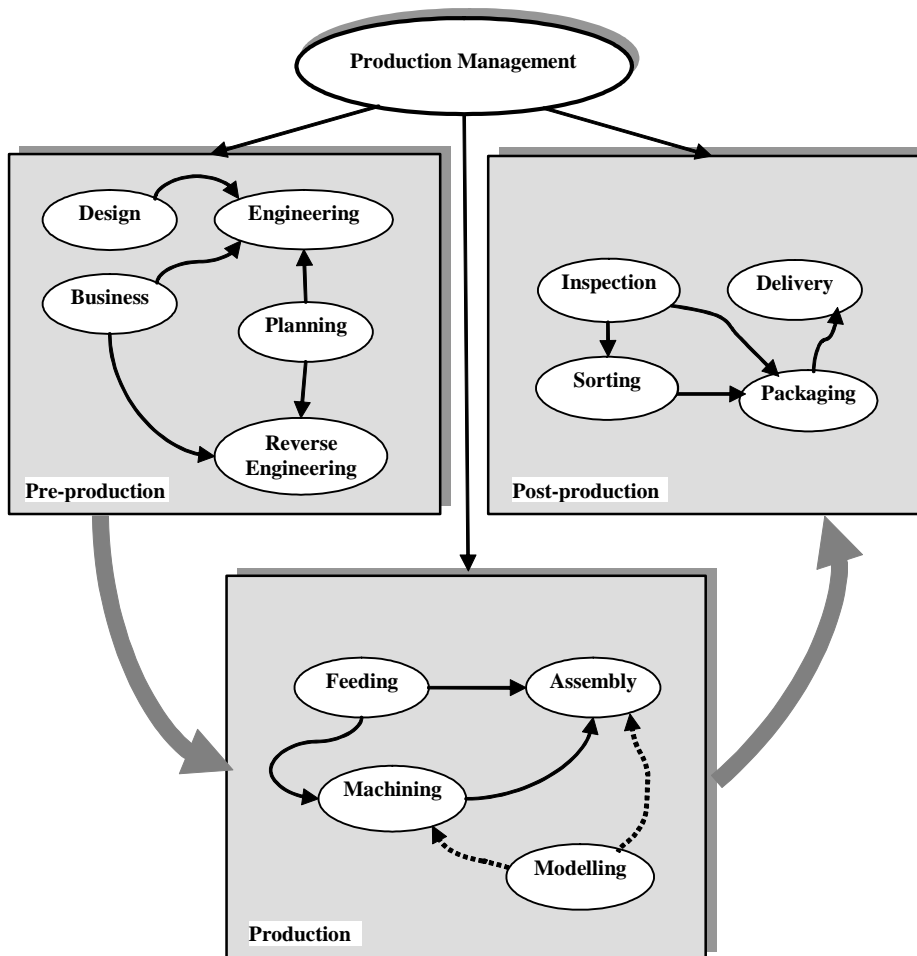 Production Management
Design
Engineering
Business
Planning
Reverse
Engineering
Pre-production
Inspection
Delivery
Sorting
Packaging
Post-production
Feeding
Assembly
Machining
Modelling
Production